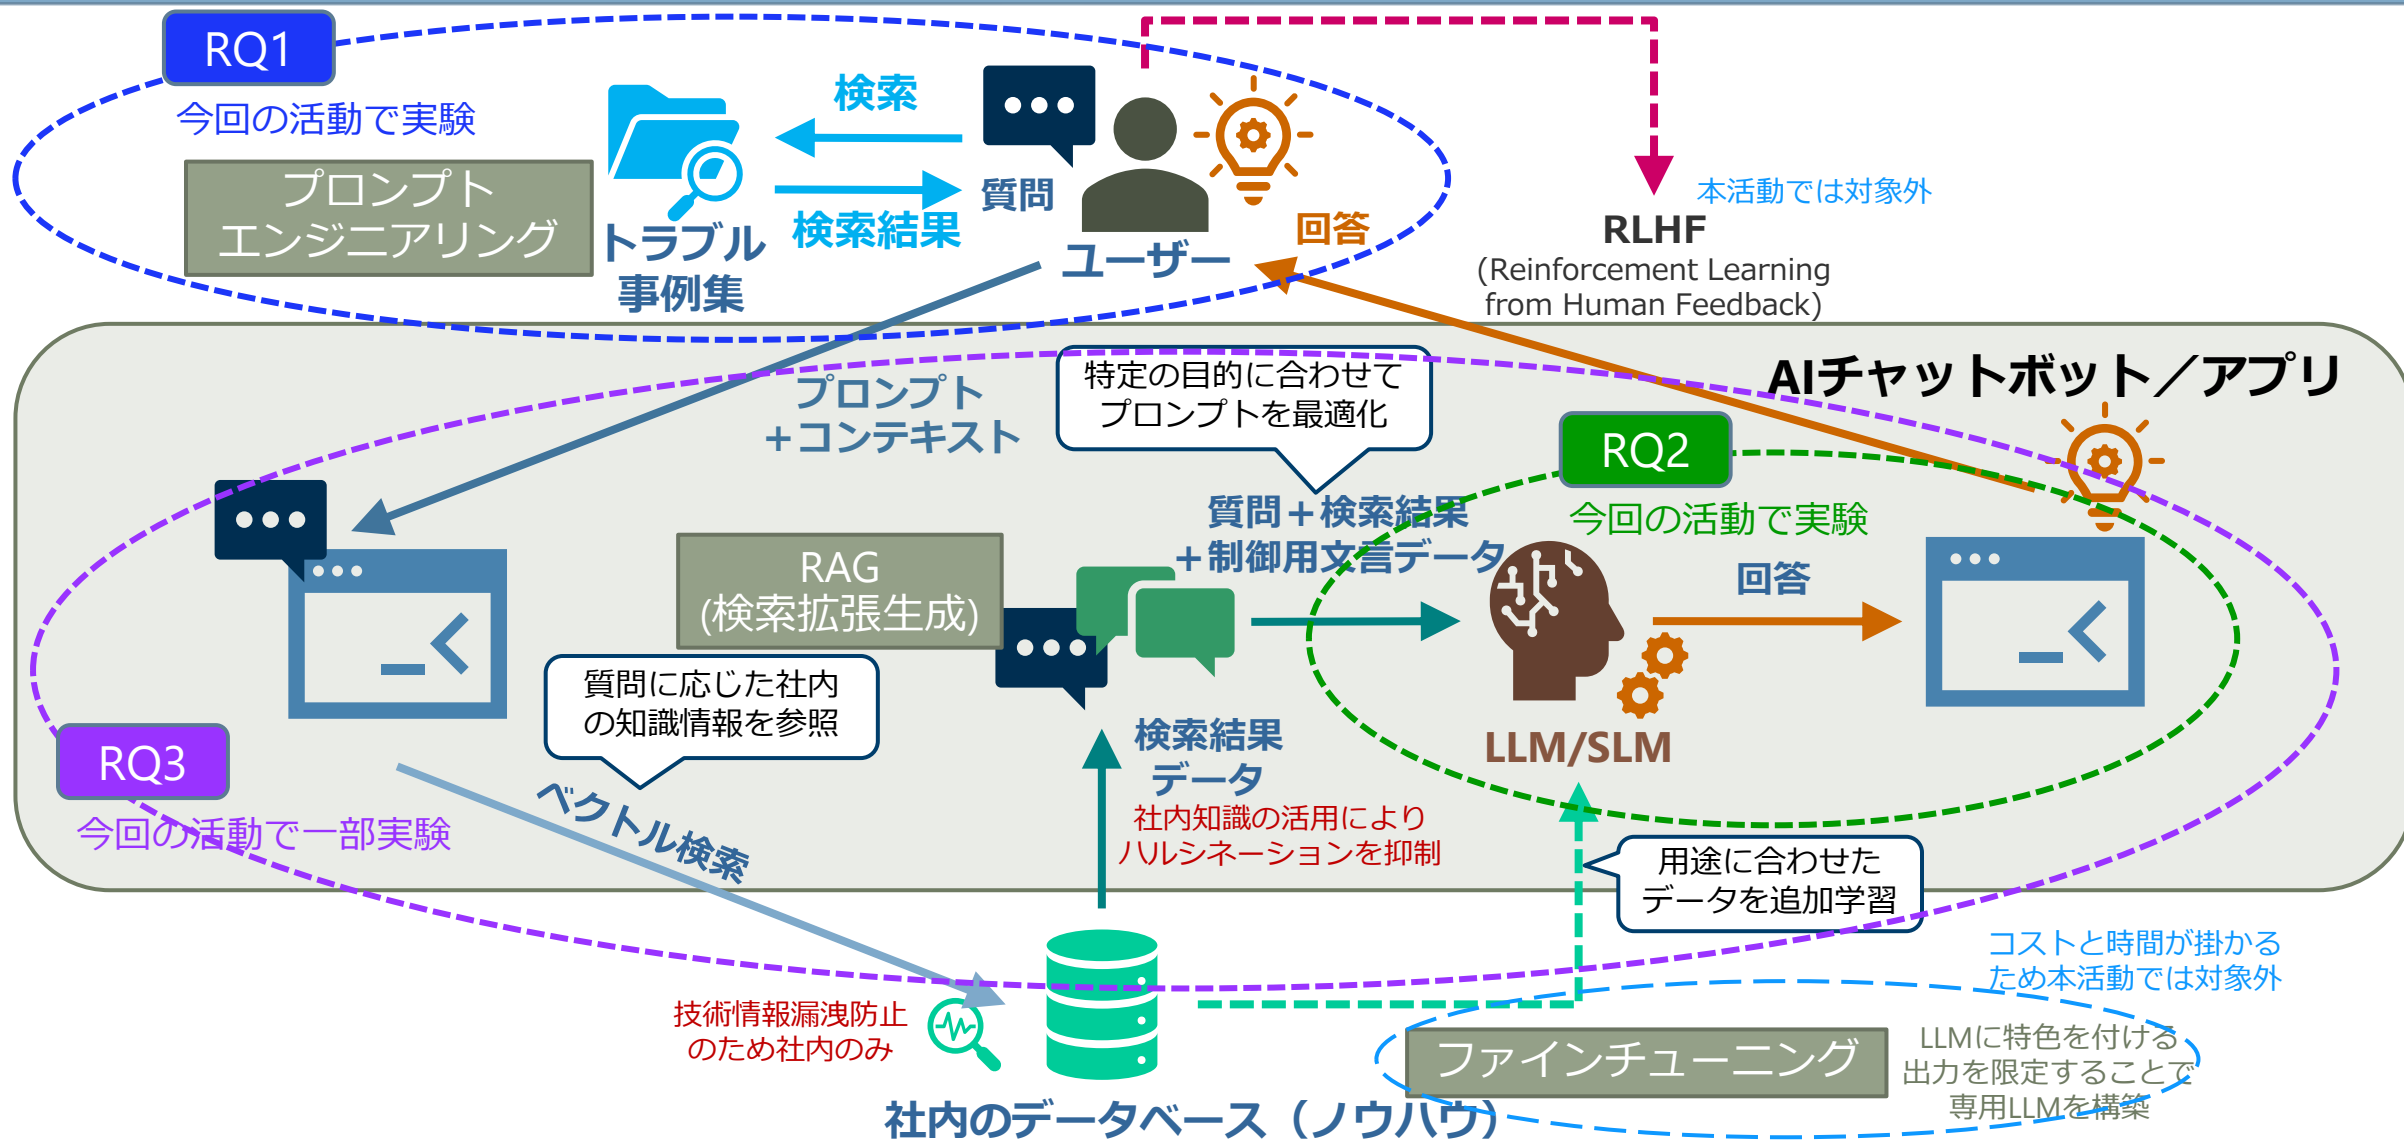 RQ1
今回の活動で実験
プロンプト
エンジニアリング
トラブル
事例集
検索
検索結果
質問
ユーザー
回答
本活動では対象外
RLHF
(Reinforcement Learning
from Human Feedback)
AIチャットボット／アプリ
プロンプト
+コンテキスト
特定の目的に合わせて
プロンプトを最適化
RQ2
今回の活動で実験
質問＋検索結果
+制御用文言データ
RAG
(検索拡張生成)
回答
LLM/SLM
質問に応じた社内
の知識情報を参照
RQ3
今回の活動で一部実験
ベクトル検索
検索結果
データ
社内知識の活用により
ハルシネーションを抑制
用途に合わせた
データを追加学習
コストと時間が掛かる
ため本活動では対象外
技術情報漏洩防止
のため社内のみ
ファインチューニング
LLMに特色を付ける
出力を限定することで
専用LLMを構築
社内のデータベース（ノウハウ）